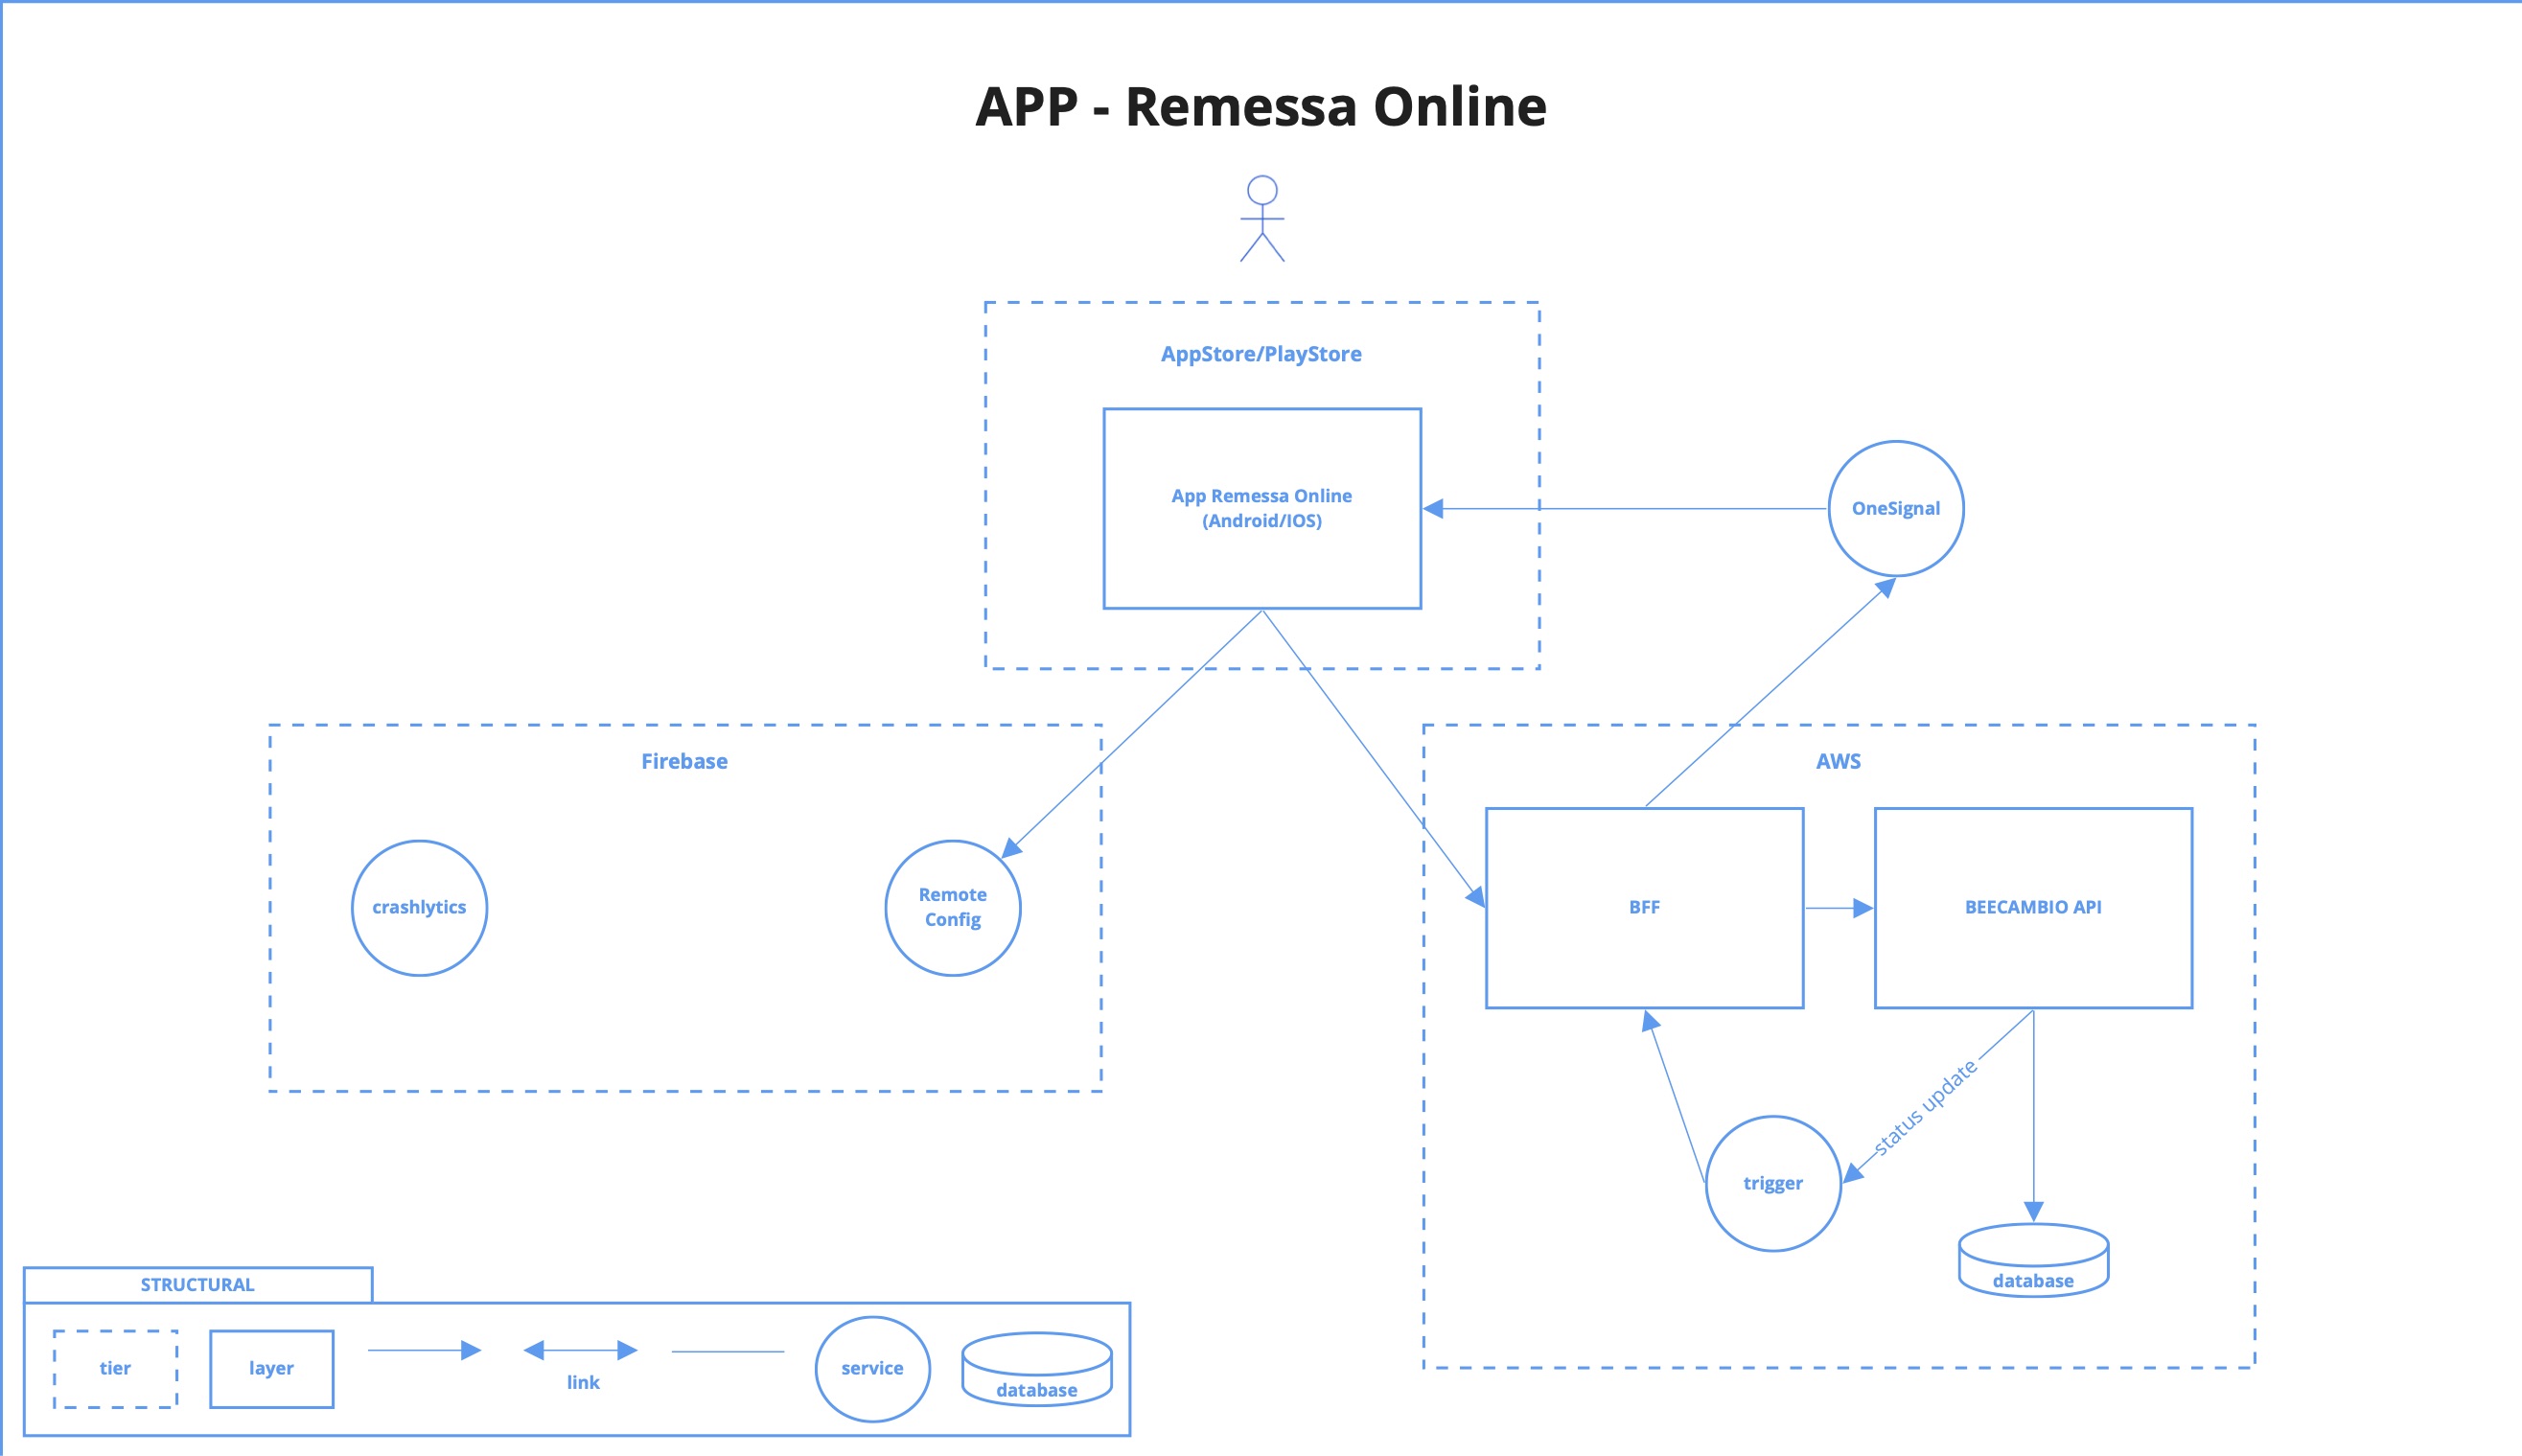 APP - Remessa Online
AppStore/PlayStore
App Remessa Online
(Android/IOS)
OneSignal
Firebase
crashlytics
Remote
Config
AWS
BFF
BEECAMBIO API
status update
trigger
database
STRUCTURAL
tier
layer
link
service
database